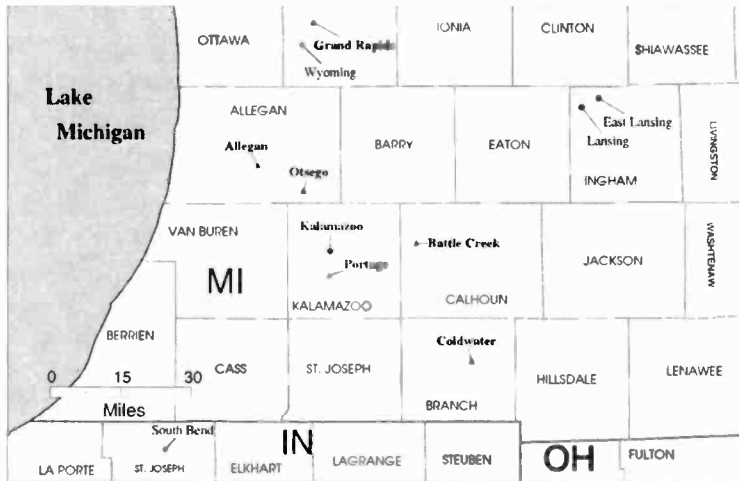 OTTAWA
IONIA
CLINTON
Grand Rapids
SHIAWASSEE
Wyoming
Lake
Michigan
ALLEGAN
East Lansing
Lansing
LIVINGSTON
BARRY
EATON
Allegan
Otsego
INGHAM
VAN BUREN
Kalamazoo
Battle Creek
WASHTENAW
JACKSON
Portage
MI
KALAMAZOO
CALHOUN
BERRIEN
Coldwater
CASS
ST. JOSEPH
HILLSDALE
LENAWEE
0 15 30
Miles
BRANCH
South Bend
IN
LA PORTE
ST. JOSEPH
ELKHART
LAGRANGE
STEUBEN
OH
FULTON